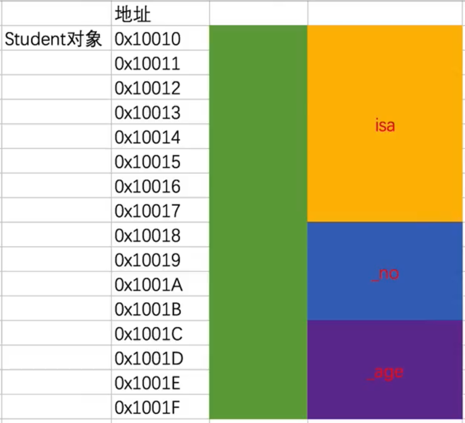 地址
Student对象 0x10010
0x10011
0x10012
0x10013
0x10014
isa
0x10015
0x10016
0x10017
0x10018
0x10019
_no
0x1001A
0x1001B
0x1001C
0x1001D
_age
0x1001E
0x1001F